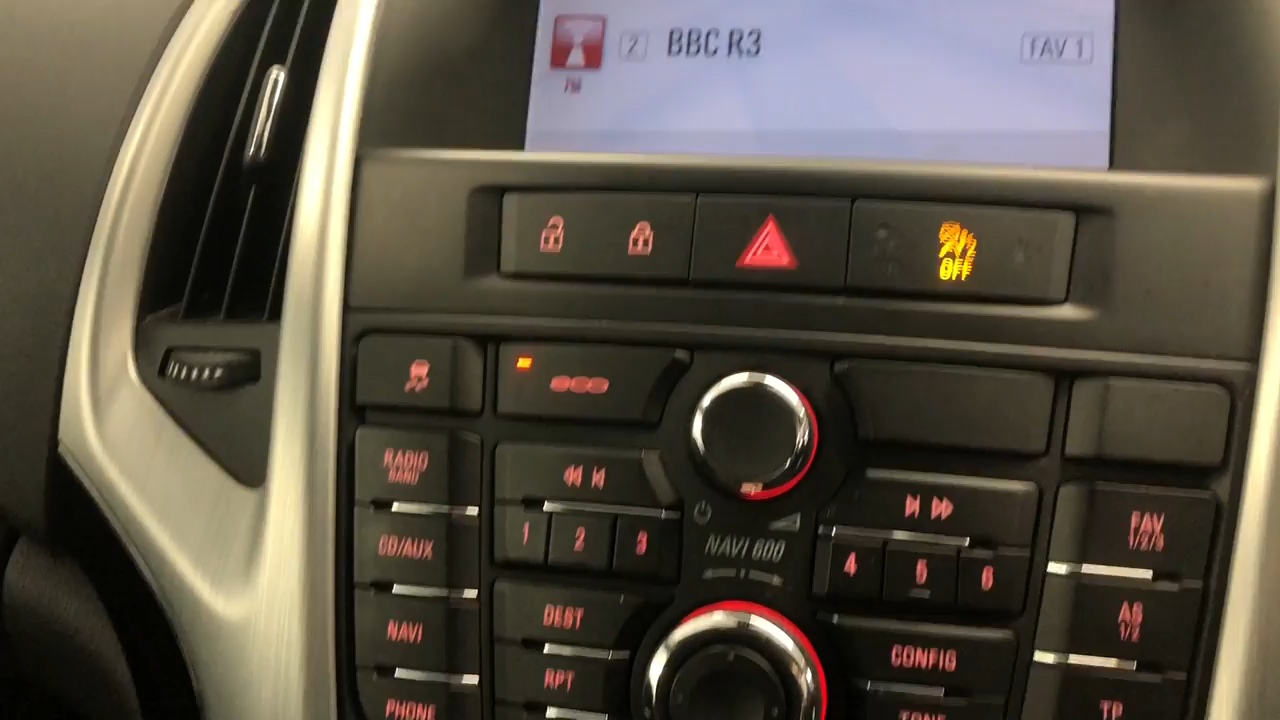 2 BBC R3 FAV 1
FM
OFF
RADIO
BAND
CD/AUX
1 2 3
NAVI 600
4 5 6
FAV
1/2/3
AS
1/2
NAVI
DEST
CONFIG
RPT
PHONE
TONE
TP